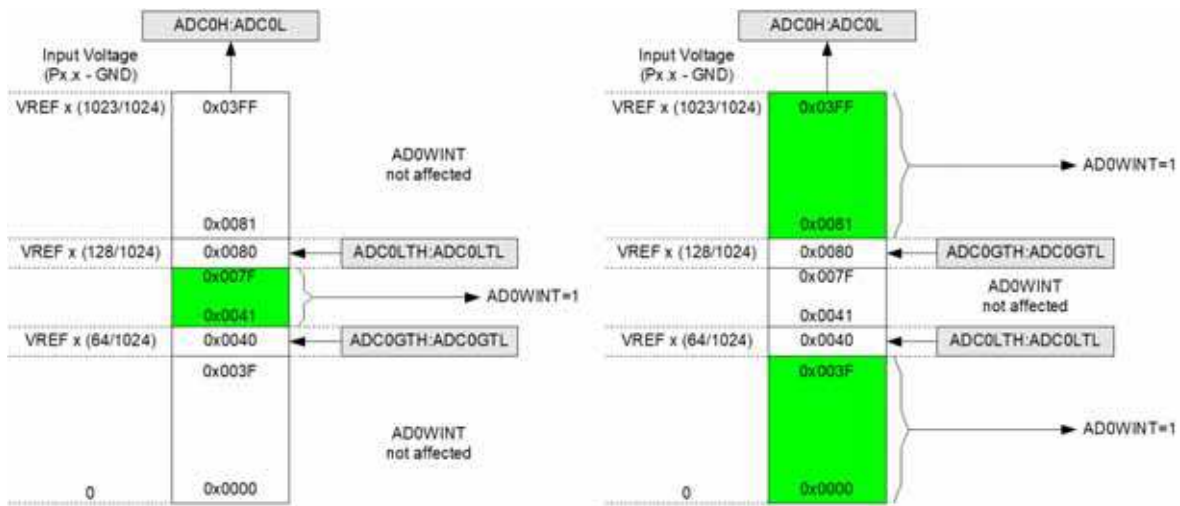 ADC0H:ADC0L
Input Voltage
(Px.x - GND)
VREF x (1023/1024)
0x03FF
AD0WINT
not affected
0x0081
VREF x (128/1024)
0x0080
ADC0LTH:ADC0LTL
0x007F
AD0WINT=1
0x0041
VREF x (64/1024)
0x0040
ADC0GTH:ADC0GTL
0x003F
AD0WINT
not affected
0
0x0000
ADC0H:ADC0L
Input Voltage
(Px.x - GND)
VREF x (1023/1024)
0x03FF
AD0WINT=1
0x0081
VREF x (128/1024)
0x0080
ADC0GTH:ADC0GTL
0x007F
AD0WINT
not affected
0x0041
VREF x (64/1024)
0x0040
ADC0LTH:ADC0LTL
0x003F
AD0WINT=1
0
0x0000